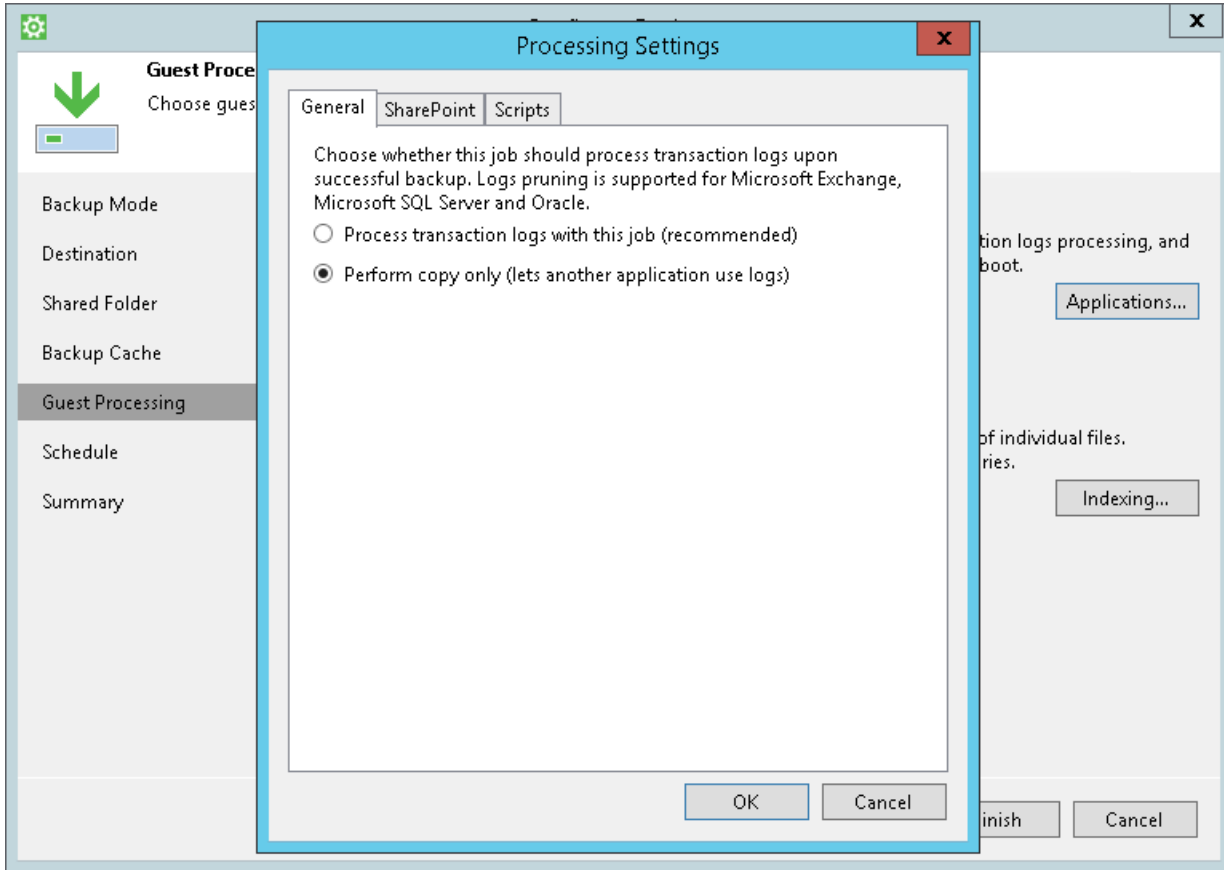 x
Processing Settings
x
Guest Proce
Choose gues
General
SharePoint
Scripts
Choose whether this job should process transaction logs upon
successful backup. Logs pruning is supported for Microsoft Exchange,
Microsoft SQL Server and Oracle.
Process transaction logs with this job (recommended)
Perform copy only (lets another application use logs)
Backup Mode
Destination
Shared Folder
Backup Cache
Guest Processing
Schedule
Summary
tion logs processing, and
boot.
Applications...
of individual files.
ries.
Indexing...
OK
Cancel
inish
Cancel